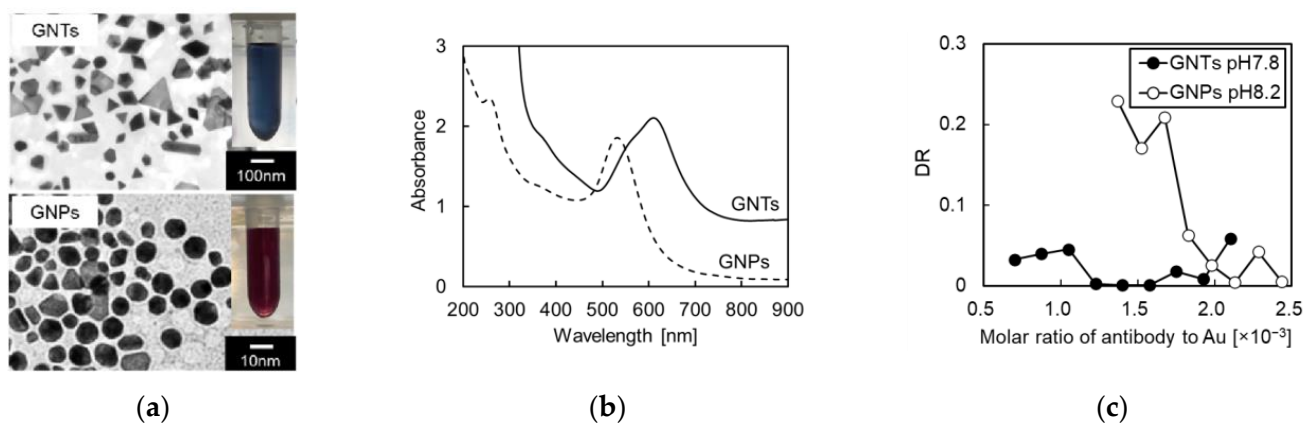 GNTs
100nm
GNPs
10nm
(a)
3
2
1
0
200 300 400 500 600 700 800 900
Absorbance
Wavelength [nm]
GNTs
GNPs
(b)
0.3
0.2
0.1
0
0.5 1.0 1.5 2.0 2.5
DR
Molar ratio of antibody to Au [×10⁻³]
GNTs pH7.8
GNPs pH8.2
(c)